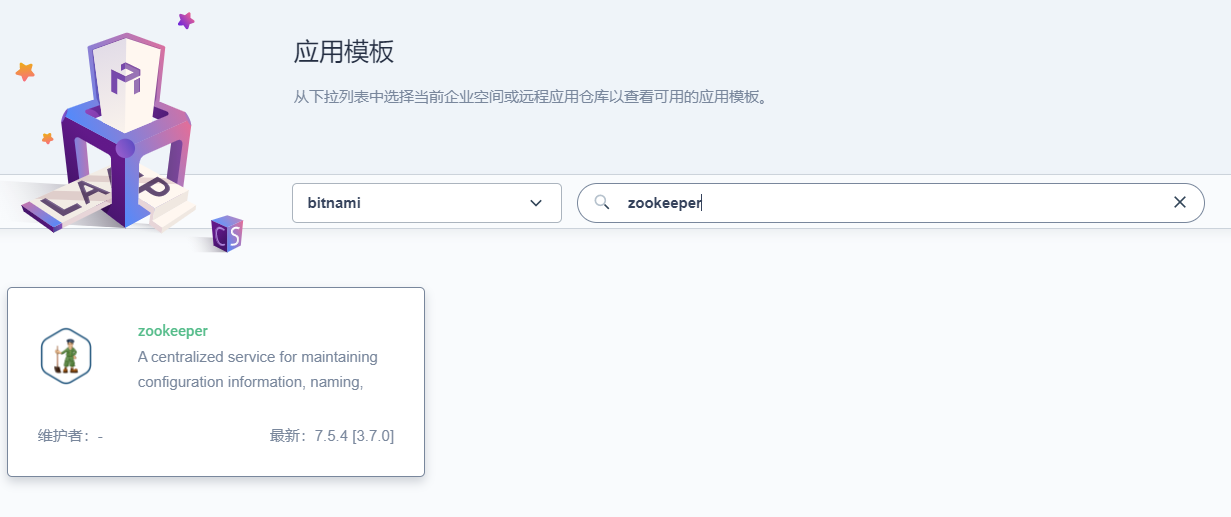 应用模板
从下拉列表中选择当前企业空间或远程应用仓库以查看可用的应用模板。
bitnami
zookeeper
LAP
CS
zookeeper
A centralized service for maintaining
configuration information, naming,
维护者：-
最新：7.5.4 [3.7.0]